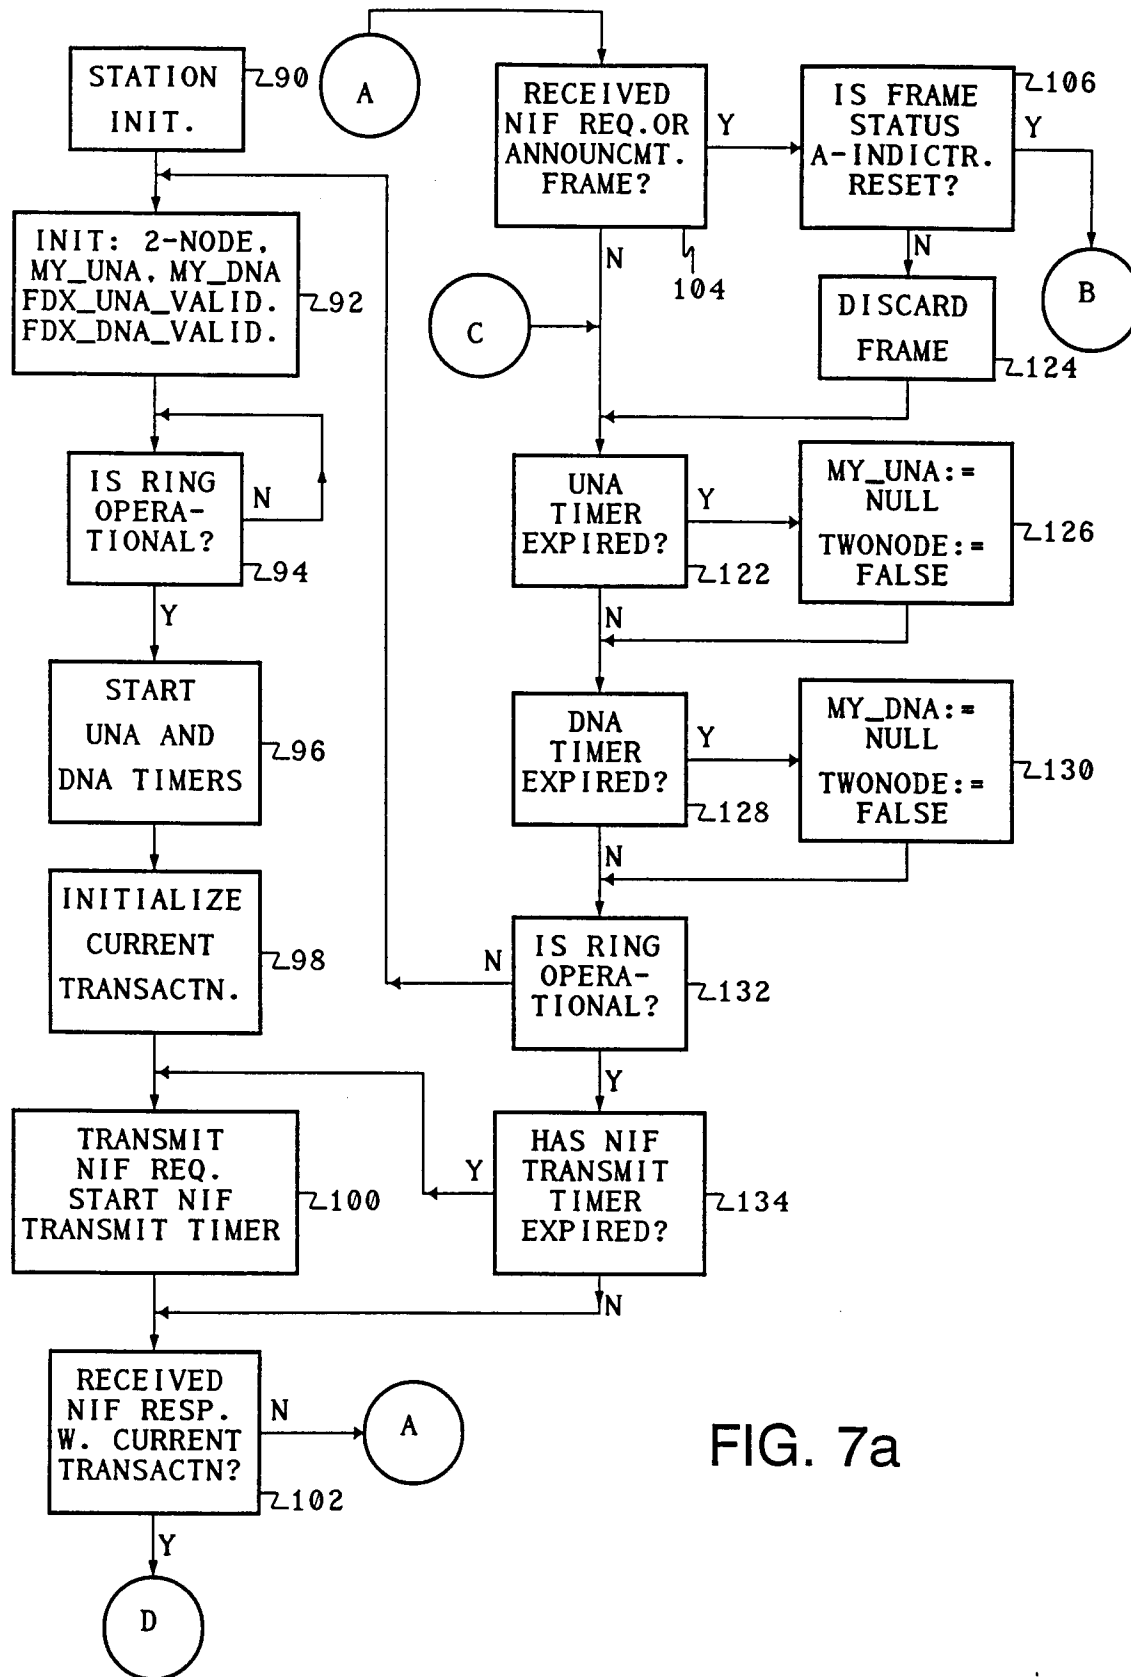 STATION
INIT.
90
INIT: 2-NODE,
MY_UNA, MY_DNA
FDX_UNA_VALID.
FDX_DNA_VALID.
92
IS RING
OPERA-
TIONAL?
N
94
Y
START
UNA AND
DNA TIMERS
96
INITIALIZE
CURRENT
TRANSACTN.
98
TRANSMIT
NIF REQ.
START NIF
TRANSMIT TIMER
100
RECEIVED
NIF RESP.
W. CURRENT
TRANSACTN?
N
A
102
Y
D
A
RECEIVED
NIF REQ.OR
ANNOUNCMT.
FRAME?
Y
104
N
C
IS FRAME
STATUS
A-INDICTR.
RESET?
106
Y
B
N
DISCARD
FRAME
124
UNA
TIMER
EXPIRED?
Y
122
N
MY_UNA:=
NULL
TWONODE:=
FALSE
126
DNA
TIMER
EXPIRED?
Y
128
N
MY_DNA:=
NULL
TWONODE:=
FALSE
130
IS RING
OPERA-
TIONAL?
N
132
Y
HAS NIF
TRANSMIT
TIMER
EXPIRED?
Y
134
N
FIG. 7a